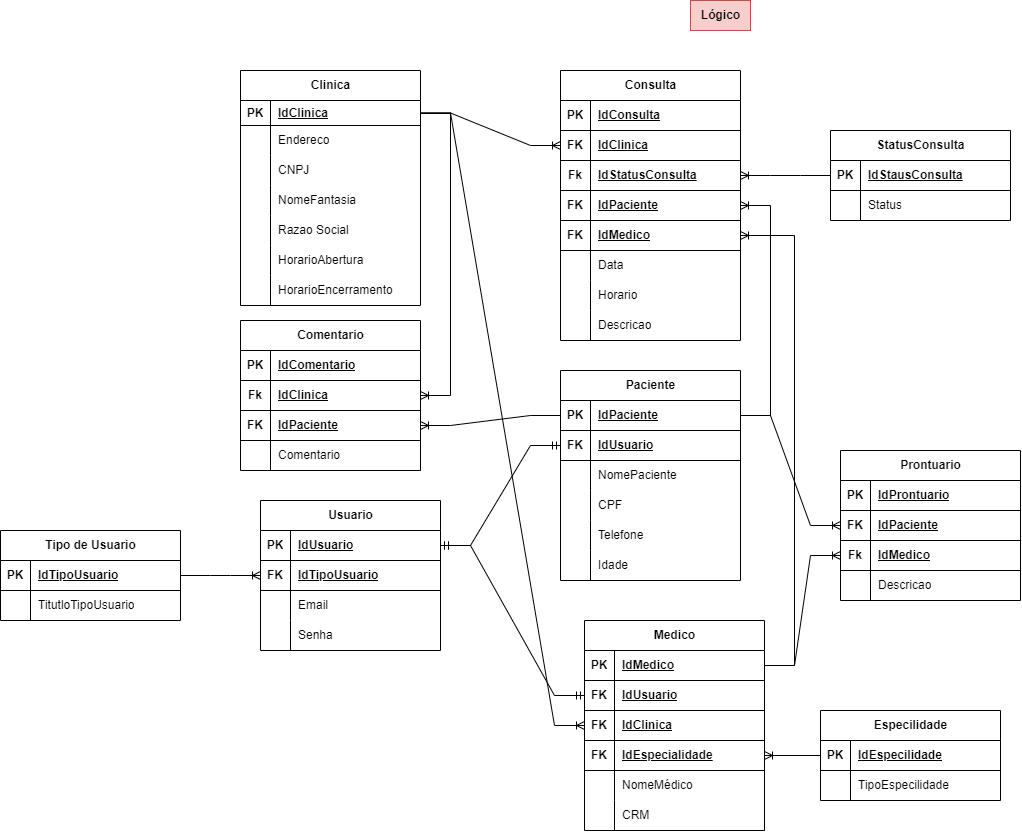 Lógico
Clinica
PK IdClinica
Endereco
CNPJ
NomeFantasia
Razao Social
HorarioAbertura
HorarioEncerramento
Consulta
PK IdConsulta
FK IdClinica
Fk IdStatusConsulta
FK IdPaciente
FK IdMedico
Data
Horario
Descricao
StatusConsulta
PK IdStausConsulta
Status
Comentario
PK IdComentario
Fk IdClinica
FK IdPaciente
Comentario
Paciente
PK IdPaciente
FK IdUsuario
NomePaciente
CPF
Telefone
Idade
Prontuario
PK IdProntuario
FK IdPaciente
Fk IdMedico
Descricao
Tipo de Usuario
PK IdTipoUsuario
TitutloTipoUsuario
Usuario
PK IdUsuario
FK IdTipoUsuario
Email
Senha
Medico
PK IdMedico
FK IdUsuario
FK IdClinica
FK IdEspecialidade
NomeMédico
CRM
Especilidade
PK IdEspecilidade
TipoEspecilidade